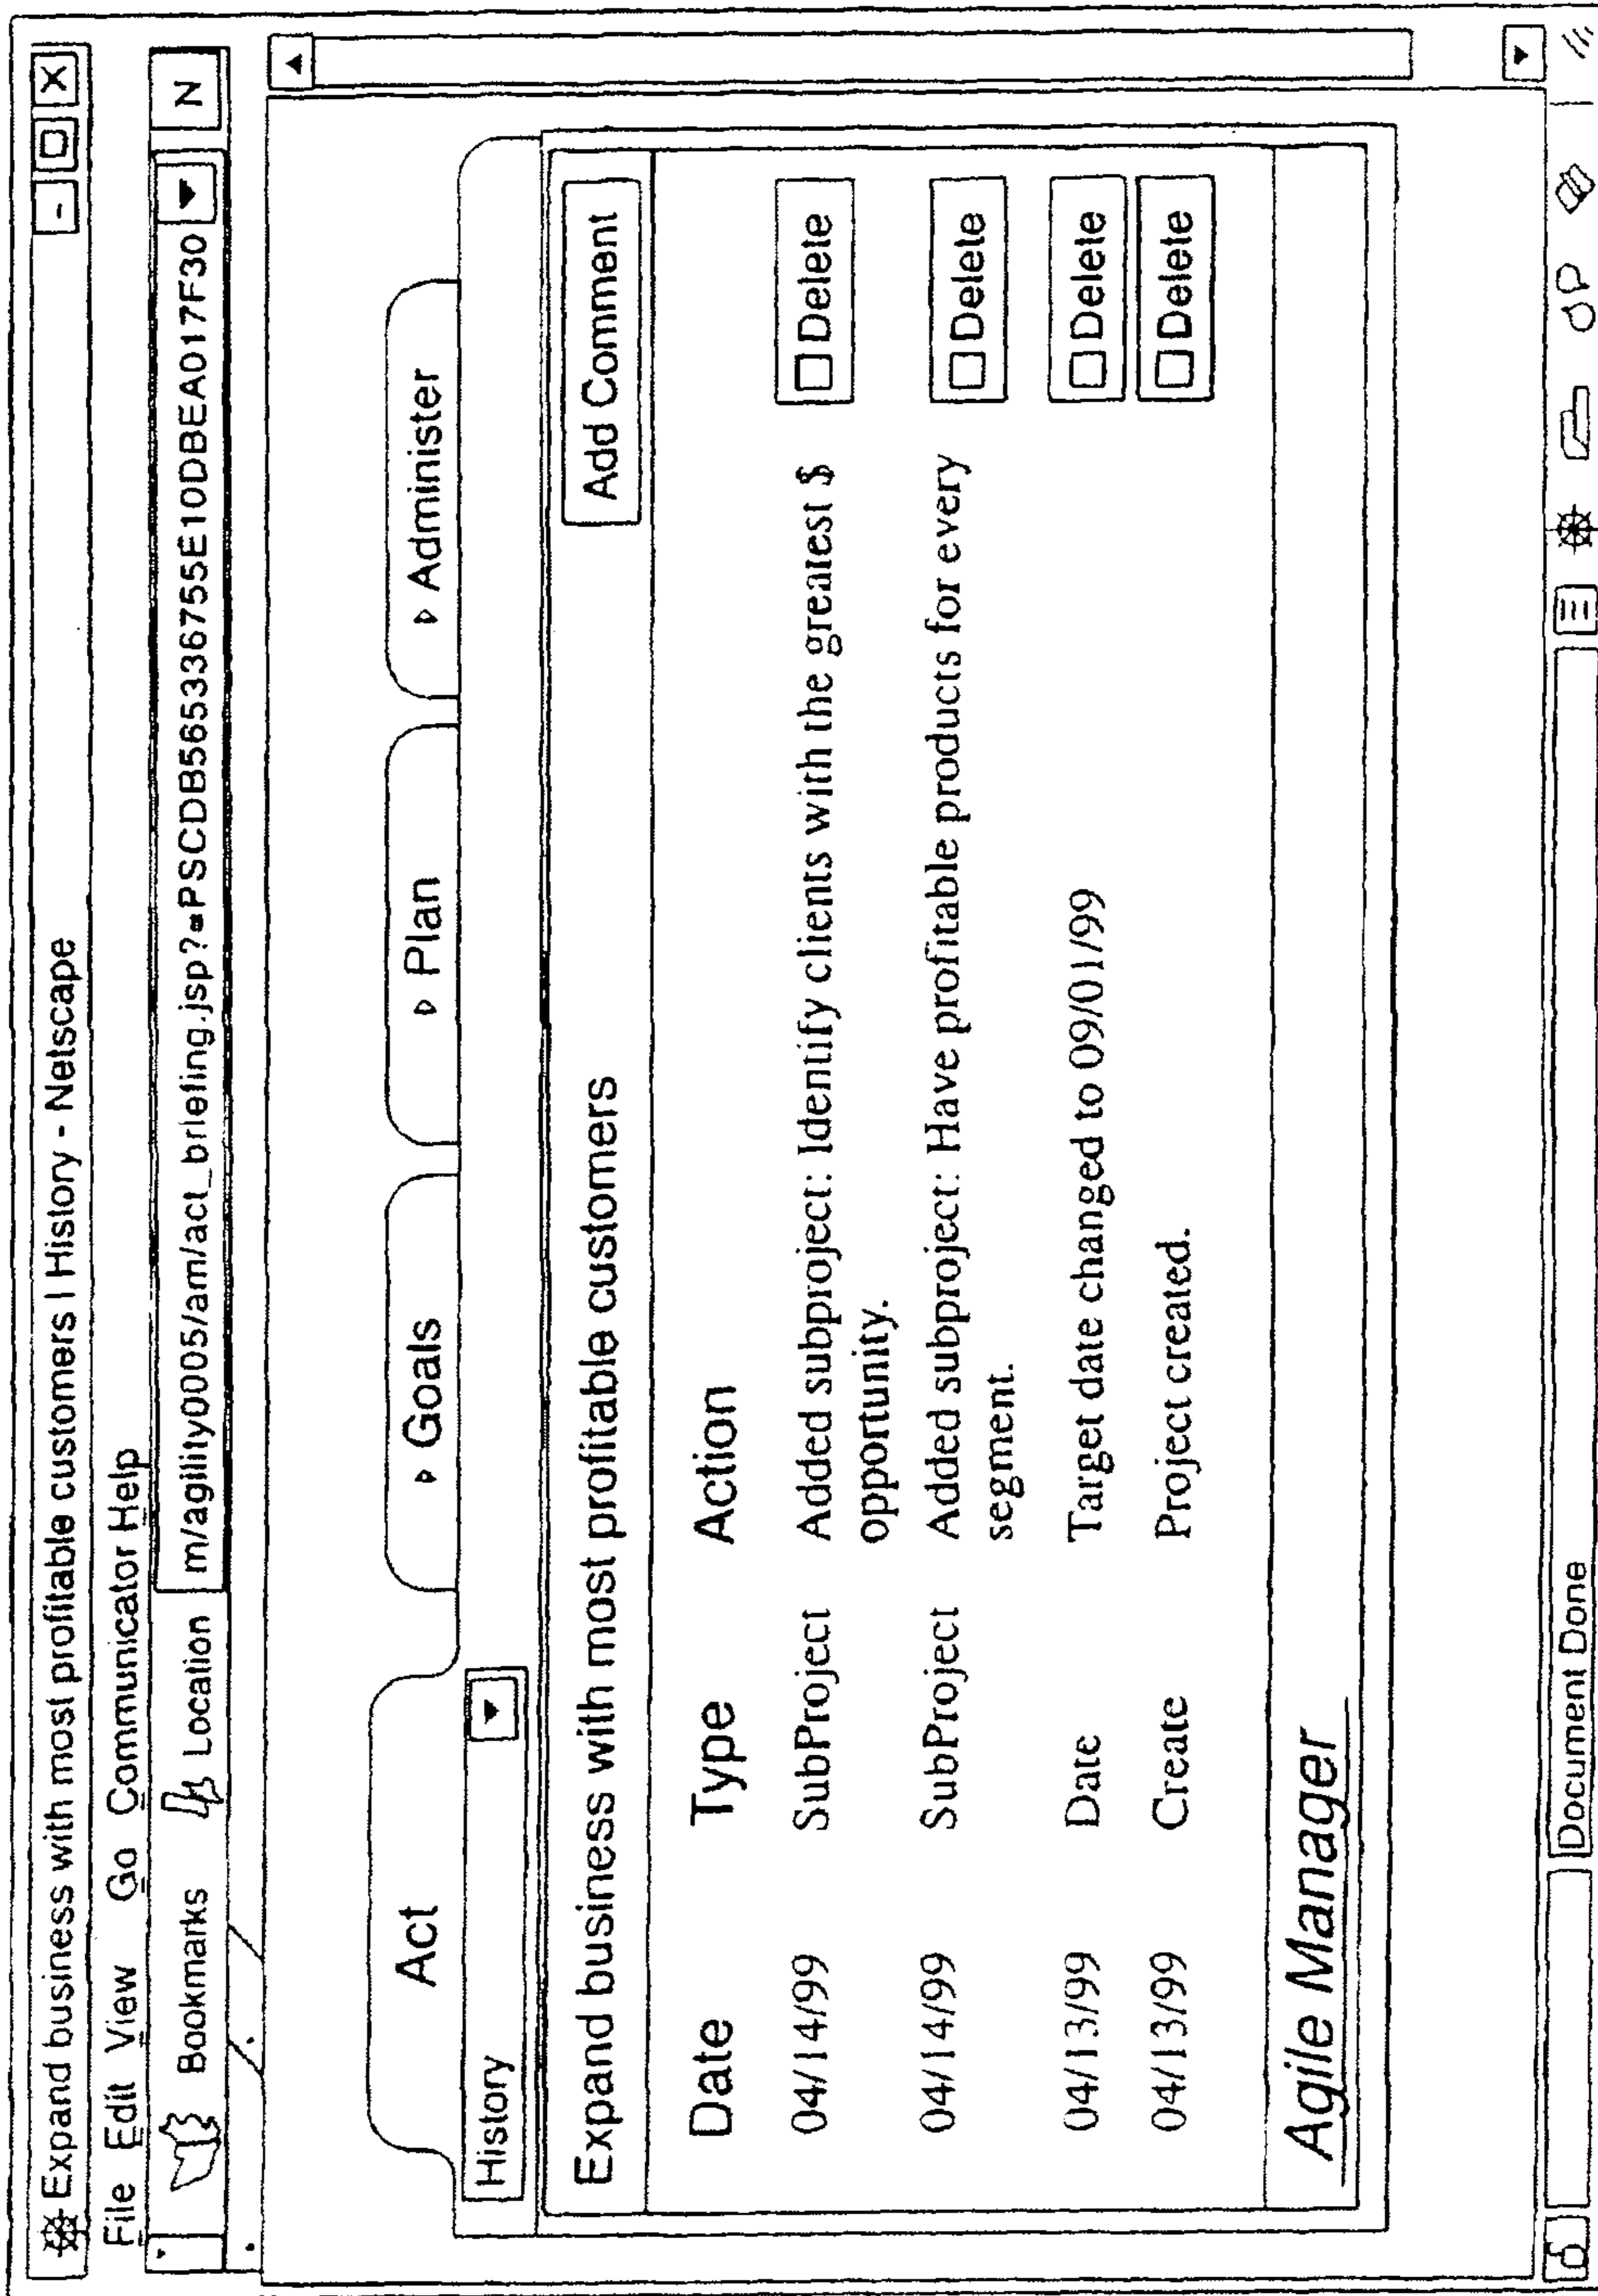 Expand business with most profitable customers | History - Netscape
File Edit View Go Communicator Help
Bookmarks Location m/agility0005/am/act_briefing.jsp?=PSCDB565336755E10DBEA017F30 N
Act Goals Plan Administer
History
Expand business with most profitable customers Add Comment
Date Type Action
04/14/99 SubProject Added subproject: Identify clients with the greatest $ Delete
opportunity.
04/14/99 SubProject Added subproject: Have profitable products for every Delete
segment.
04/13/99 Date Target date changed to 09/01/99 Delete
04/13/99 Create Project created. Delete
Agile Manager
Document Done